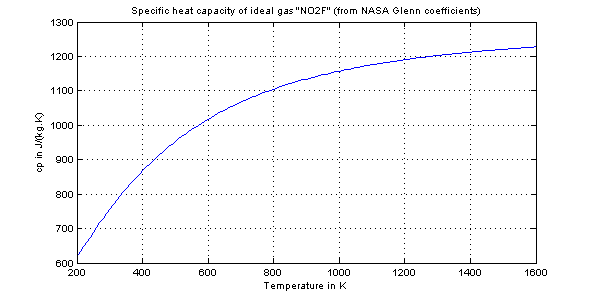 Specific heat capacity of ideal gas "NO2F" (from NASA Glenn coefficients)
1300
1200
1100
1000
900
800
700
600
cp in J/(kg.K)
200 400 600 800 1000 1200 1400 1600
Temperature in K